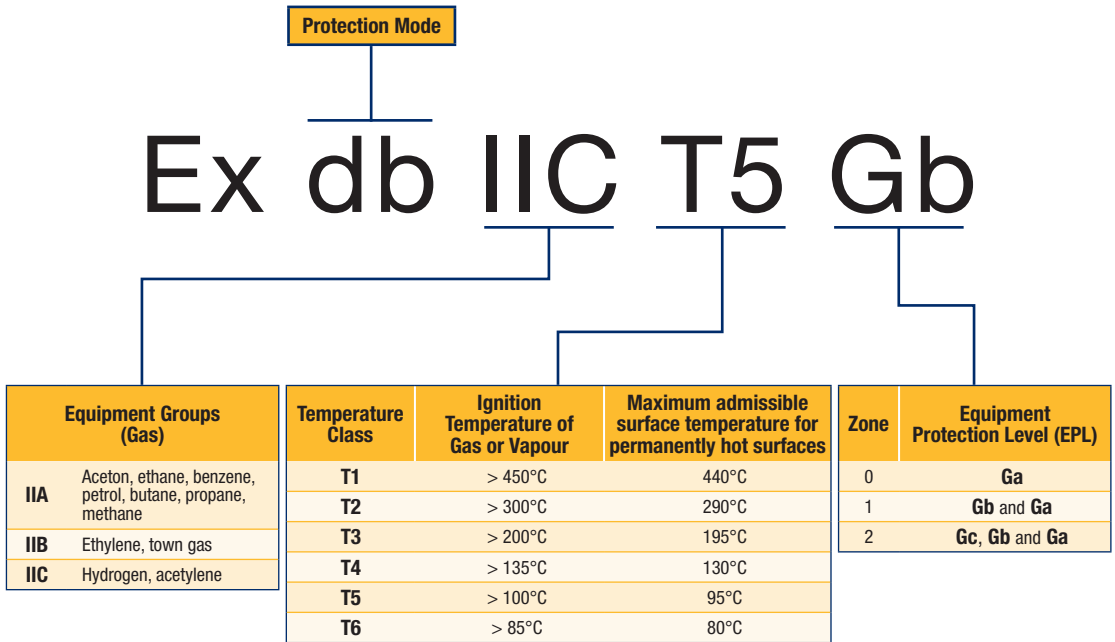 Protection Mode
Ex db IIC T5 Gb
Equipment Groups
(Gas)
IIA
Aceton, ethane, benzene,
petrol, butane, propane,
methane
IIB Ethylene, town gas
IIC Hydrogen, acetylene
Temperature
Class
Ignition
Temperature of
Gas or Vapour
Maximum admissible
surface temperature for
permanently hot surfaces
T1 > 450°C 440°C
T2 > 300°C 290°C
T3 > 200°C 195°C
T4 > 135°C 130°C
T5 > 100°C 95°C
T6 > 85°C 80°C
Zone
Equipment
Protection Level (EPL)
0 Ga
1 Gb and Ga
2 Gc, Gb and Ga